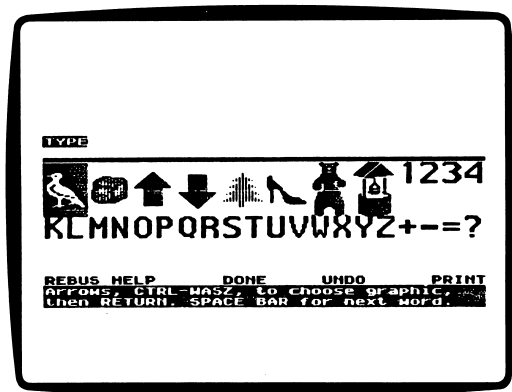 TYPE
1234
KLMNOPQRSTUVWXYZ+-=?
REBUS HELP DONE UNDO PRINT
Arrows, CTRL-WASZ, to choose graphic,
then RETURN. SPACE BAR for next word.